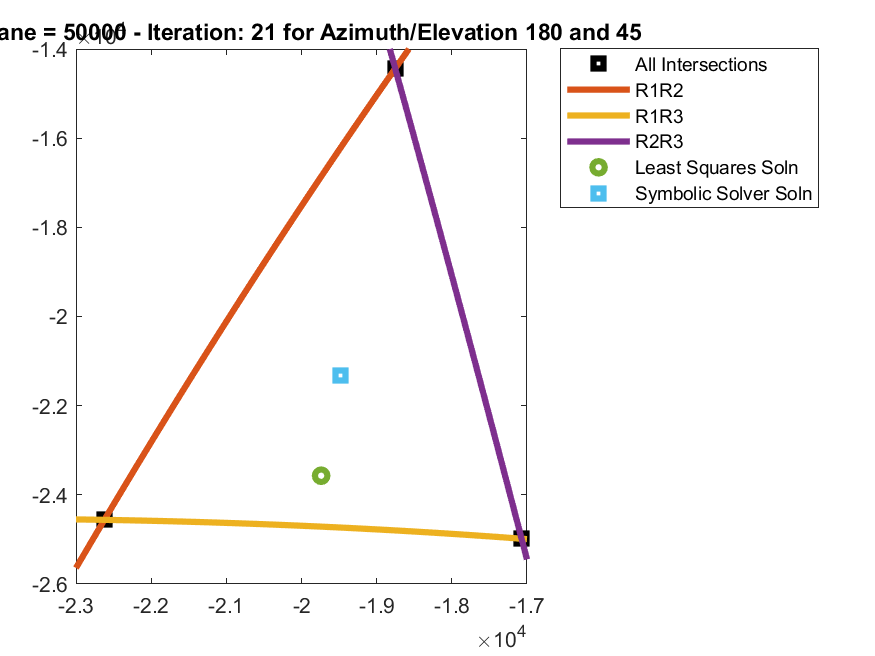 ane = 50000 - Iteration: 21 for Azimuth/Elevation 180 and 45
-1.4
-1.6
-1.8
-2
-2.2
-2.4
-2.6
-2.3
-2.2
-2.1
-2
-1.9
-1.8
-1.7
×10⁴
All Intersections
R1R2
R1R3
R2R3
Least Squares Soln
Symbolic Solver Soln